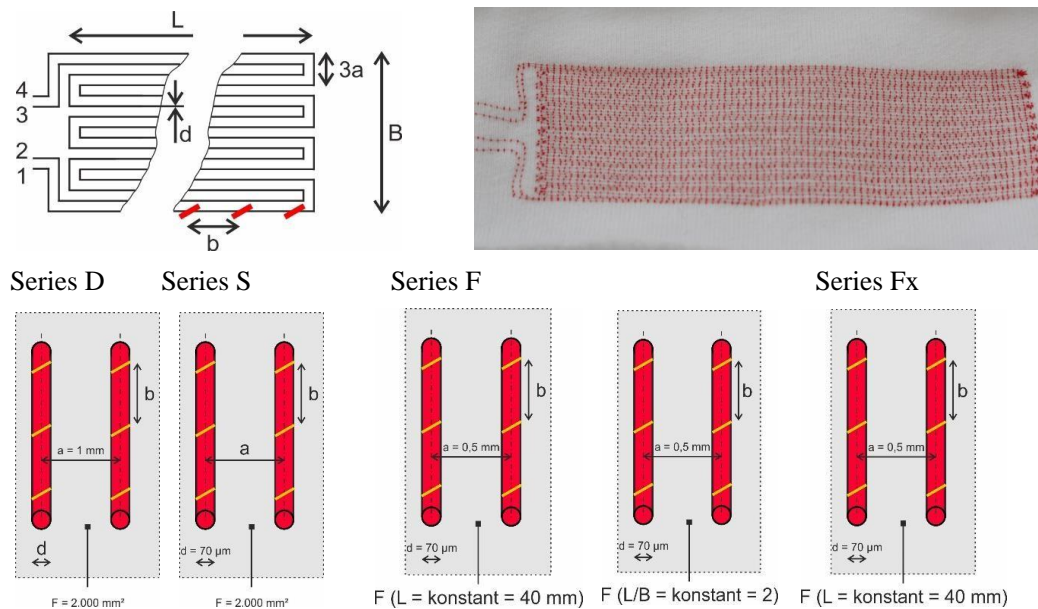 L
3a
4
3
d
B
2
1
b
Series D
Series S
Series F
Series Fx
b
b
b
b
b
a = 1 mm
a
a = 0,5 mm
a = 0,5 mm
a = 0,5 mm
d
d = 70 µm
d = 70 µm
d = 70 µm
d = 70 µm
F = 2.000 mm²
F = 2.000 mm²
F (L = konstant = 40 mm)
F (L/B = konstant = 2)
F (L = konstant = 40 mm)